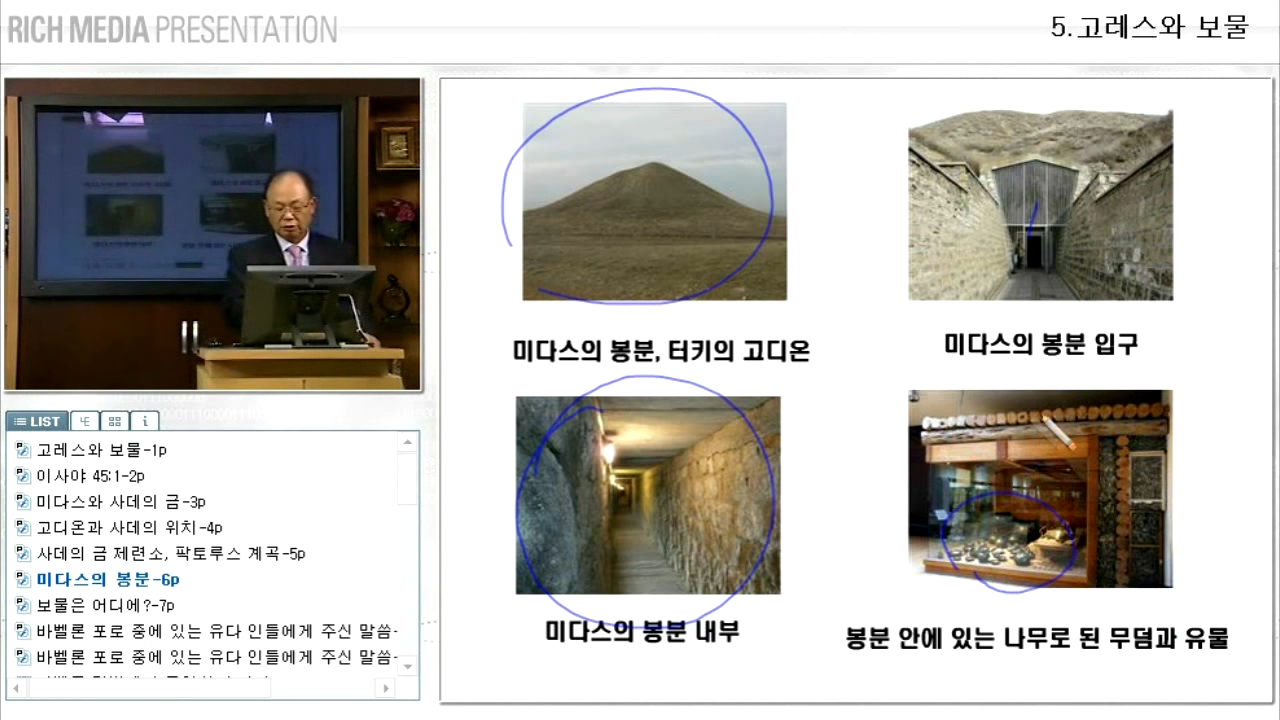 RICH MEDIA PRESENTATION
5.고레스와 보물
미다스의 봉분, 터키의 고디온
미다스의 봉분 입구
미다스의 봉분 내부
봉분 안에 있는 나무로 된 무덤과 유물
LIST
고레스와 보물-1p
이사야 45:1-2p
미다스와 사데의 금-3p
고디온과 사데의 위치-4p
사데의 금 제련소, 팍토루스 계곡-5p
미다스의 봉분-6p
보물은 어디에?-7p
바벨론 포로 중에 있는 유다 인들에게 주신 말씀-
바벨론 포로 중에 있는 유다 인들에게 주신 말씀-